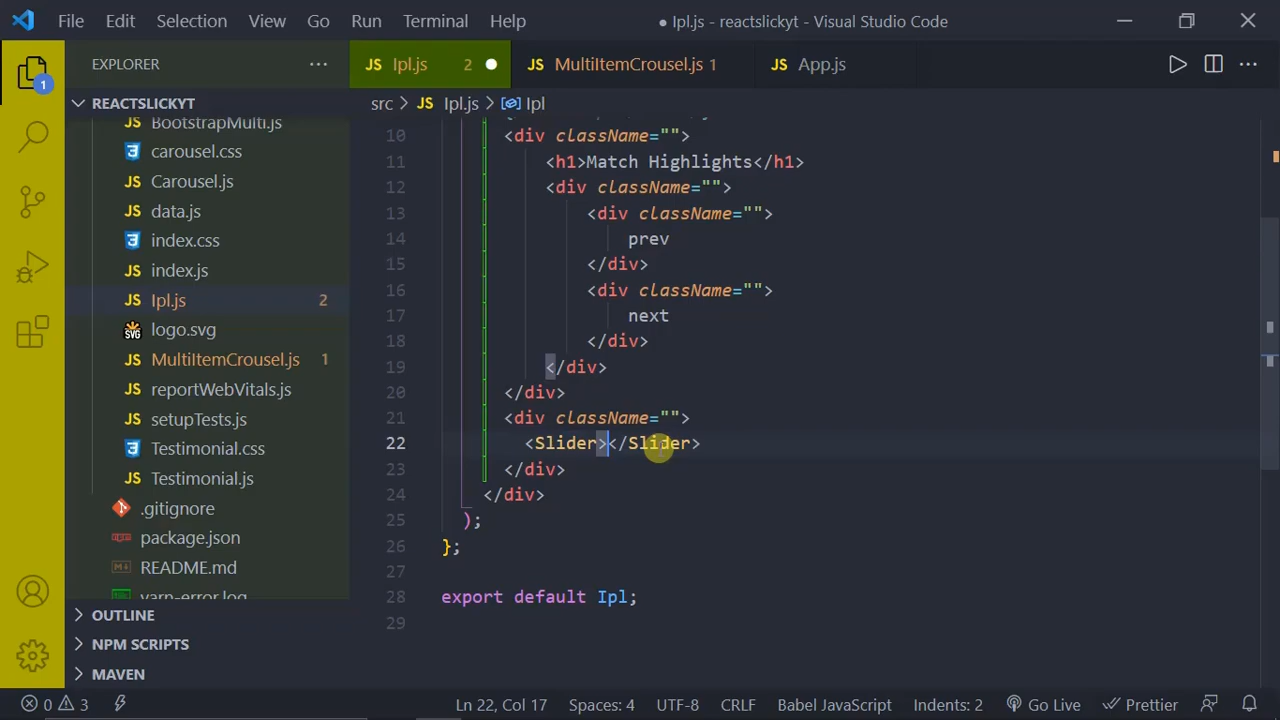 File Edit Selection View Go Run Terminal Help
● Ipl.js - reactslickyt - Visual Studio Code
EXPLORER ...
JS Ipl.js 2
JS MultiItemCrousel.js 1
JS App.js
1
REACTSLICKYT
src > JS Ipl.js > Ipl
BootstrapMulti.js
carousel.css
JS Carousel.js
JS data.js
index.css
JS index.js
JS Ipl.js 2
logo.svg
JS MultiItemCrousel.js 1
JS reportWebVitals.js
JS setupTests.js
Testimonial.css
JS Testimonial.js
.gitignore
package.json
README.md
yarn-error.log
OUTLINE
NPM SCRIPTS
MAVEN
10 <div className="">
11 <h1>Match Highlights</h1>
12 <div className="">
13 <div className="">
14 prev
15 </div>
16 <div className="">
17 next
18 </div>
19 </div>
20 </div>
21 <div className="">
22 <Slider></Slider>
23 </div>
24 </div>
25 );
26 };
27
28 export default Ipl;
29
0 3
Ln 22, Col 17 Spaces: 4 UTF-8 CRLF Babel JavaScript Indents: 2 Go Live Prettier